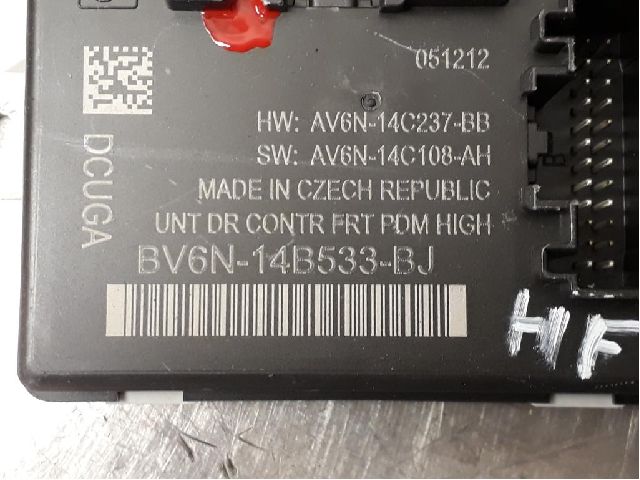 051212
HW: AV6N-14C237-BB
SW: AV6N-14C108-AH
MADE IN CZECH REPUBLIC
UNT DR CONTR FRT PDM HIGH
BV6N-14B533-BJ
DCUGA
HF